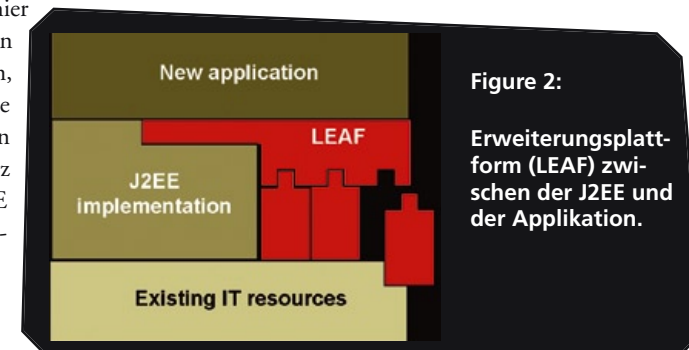 New application
LEAF
J2EE
implementation
Existing IT resources
Figure 2:
Erweiterungsplatt-
form (LEAF) zwi-
schen der J2EE und
der Applikation.